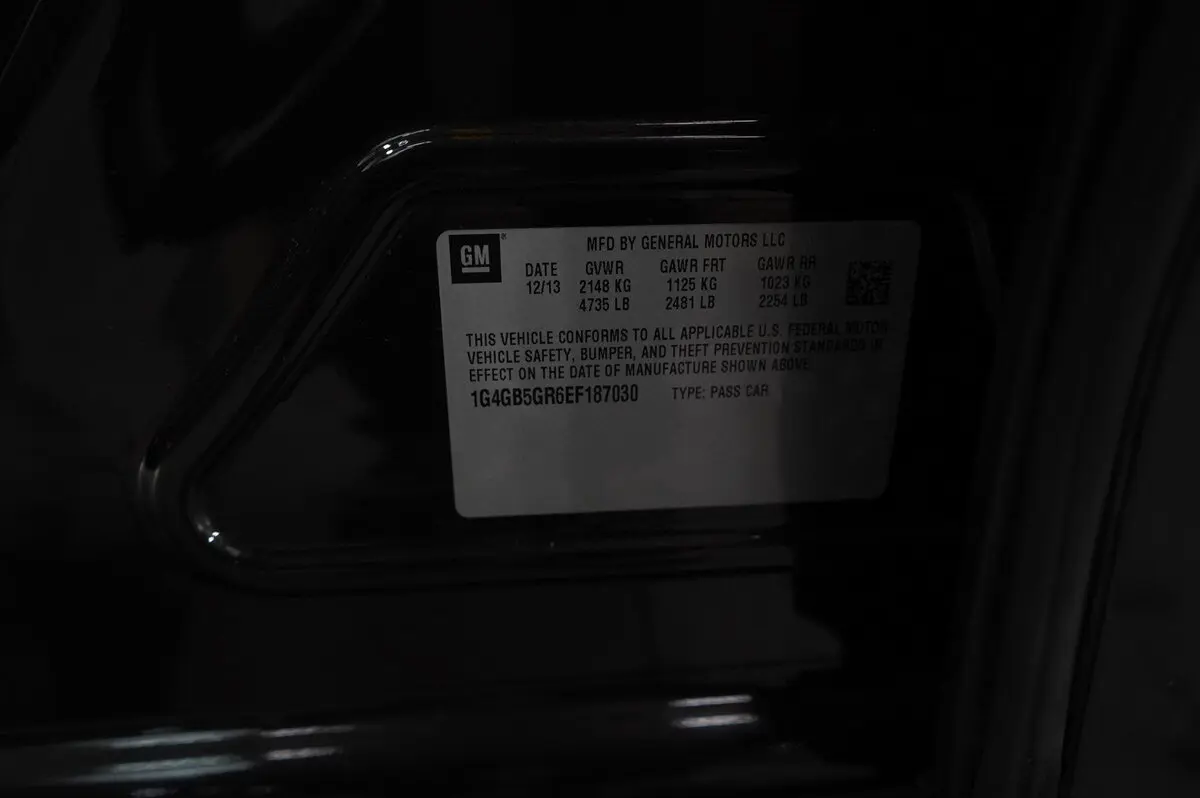 GM®
MFD BY GENERAL MOTORS LLC
DATE GVWR GAWR FRT GAWR RR
12/13 2148 KG 1125 KG 1023 KG
4735 LB 2481 LB 2254 LB
THIS VEHICLE CONFORMS TO ALL APPLICABLE U.S. FEDERAL MOTOR
VEHICLE SAFETY, BUMPER, AND THEFT PREVENTION STANDARDS IN
EFFECT ON THE DATE OF MANUFACTURE SHOWN ABOVE.
1G4GB5GR6EF187030 TYPE: PASS CAR